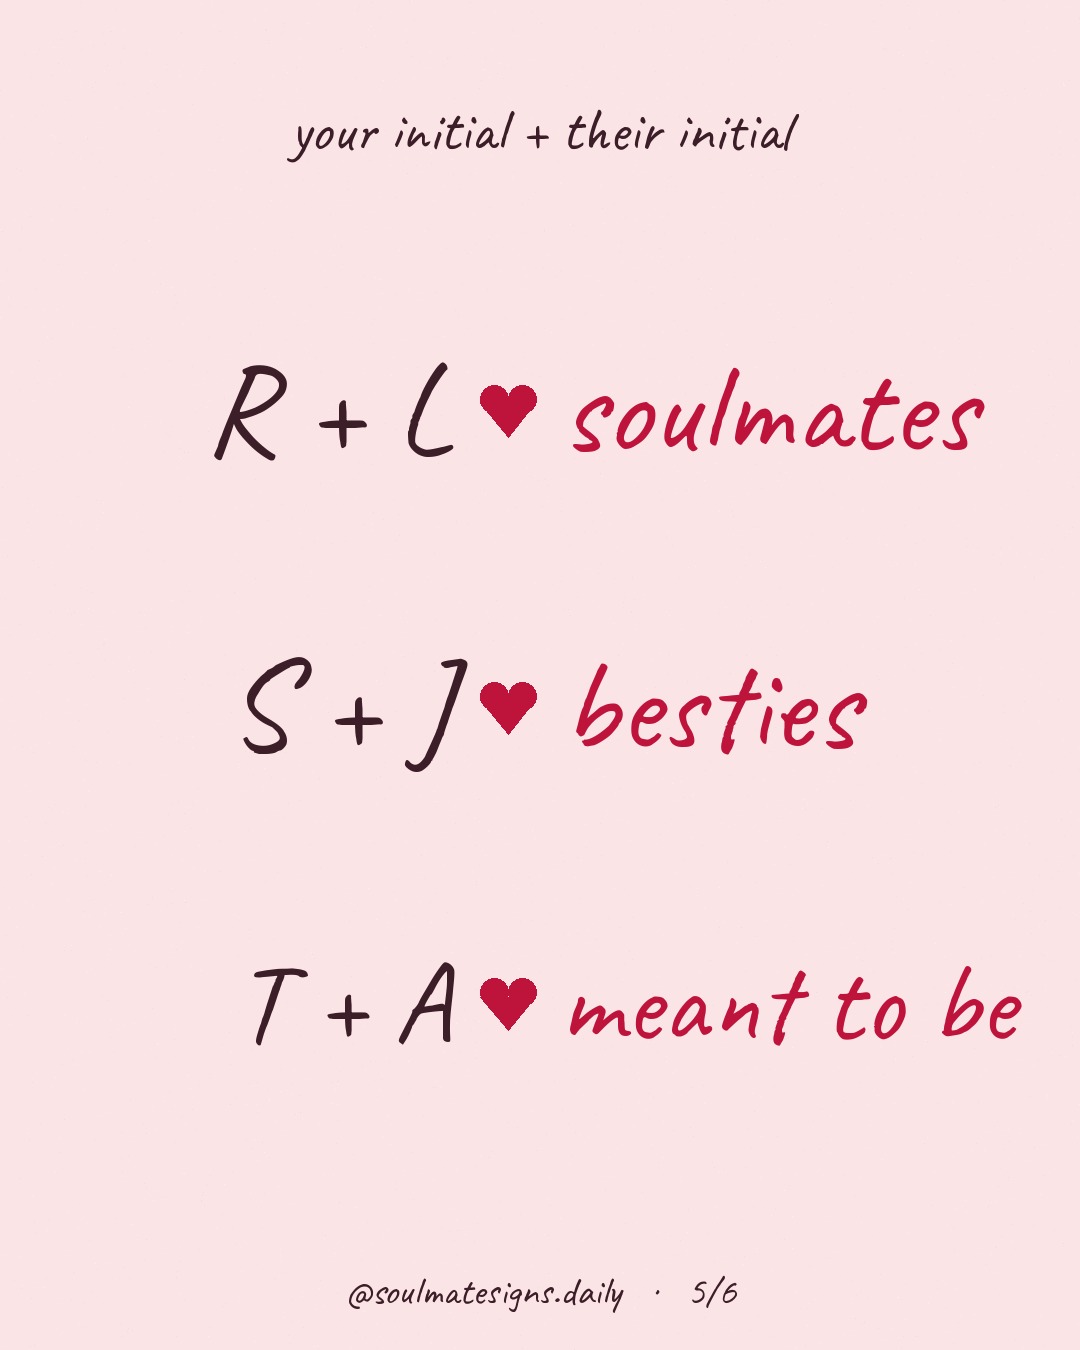 your initial + their initial
R + L ♥ soulmates
S + J ♥ besties
T + A ♥ meant to be
@soulmatesigns.daily · 5/6